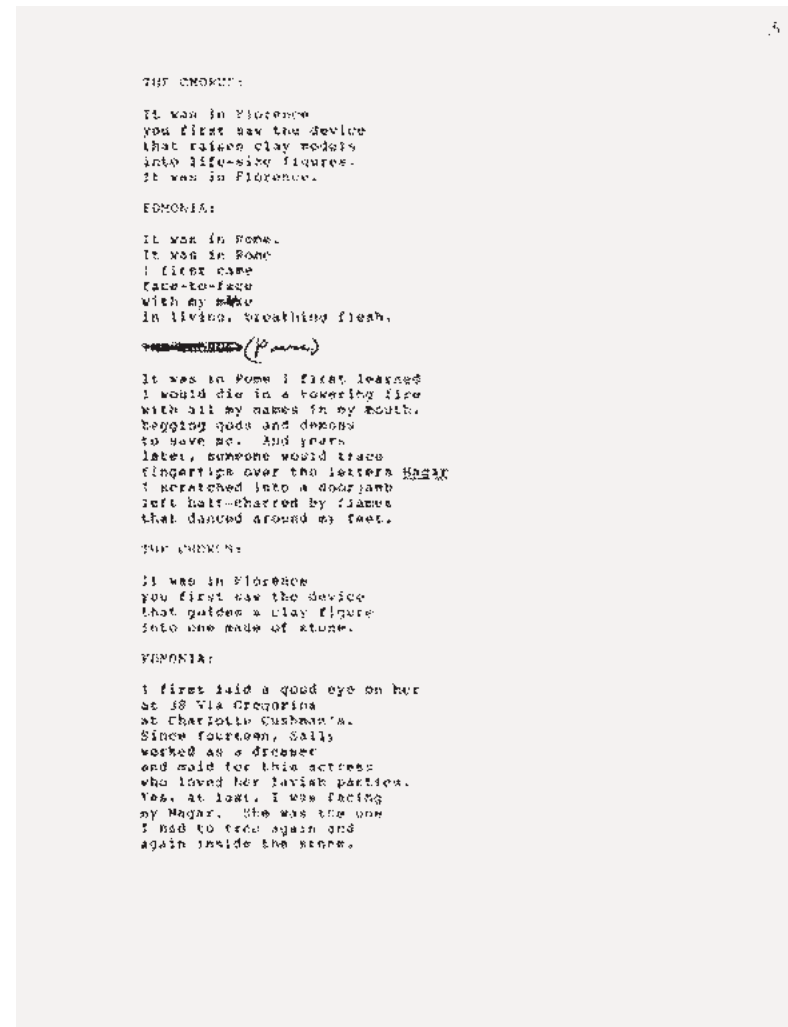 5
THE CHORUS:
It was in Florence
you first saw the device
that raises clay models
into life-size figures.
It was in Florence.
EDMONIA:
It was in Rome.
It was in Rome
I first came
face-to-face
with my
in living, breathing flesh.
(Pause)
It was in Rome I first learned
I would die in a towering fire
with all my names in my mouth,
begging gods and demons
to save me. And years
later, someone would trace
fingertips over the letters Hagar
I scratched into a doorjamb
left half-charred by flames
that danced around my feet.
THE CHORUS:
It was in Florence
you first saw the device
that guides a clay figure
into one made of stone.
EDMONIA:
I first laid a good eye on her
at 38 Via Gregoriana
at Charlotte Cushman's.
Since fourteen, Sally
worked as a dresser
and maid for this actress
who loved her lavish parties.
Yes, at last, I was facing
my Hagar. She was the one
I had to free again and
again inside the stone.